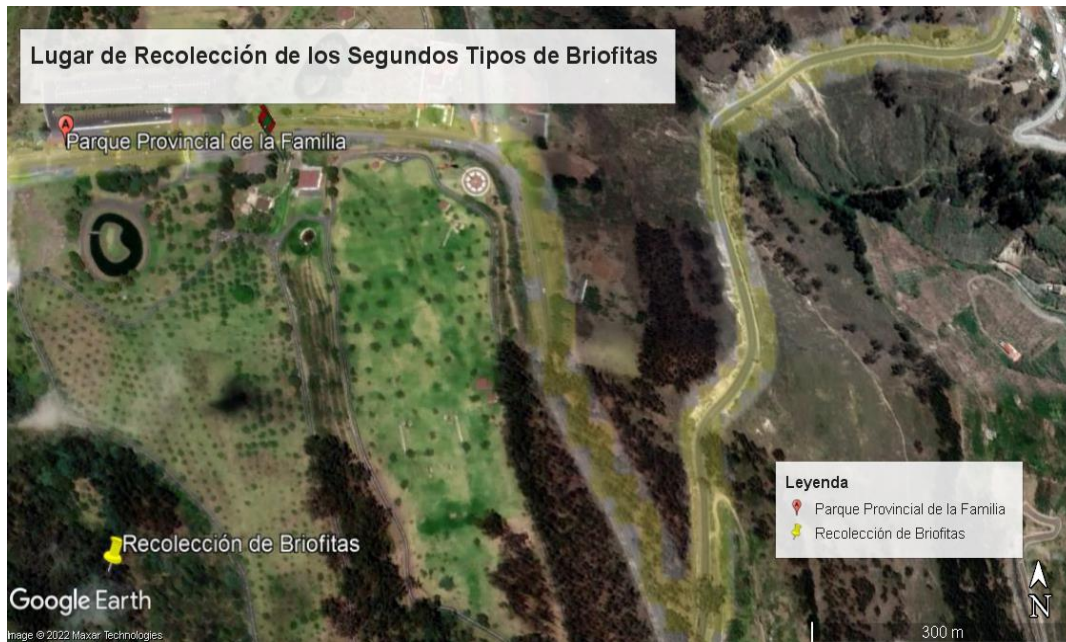 Lugar de Recolección de los Segundos Tipos de Briofitas
A
Parque Provincial de la Familia
Leyenda
A Parque Provincial de la Familia
Recolección de Briofitas
Recolección de Briofitas
Google Earth
N
Image © 2022 Maxar Technologies
300 m